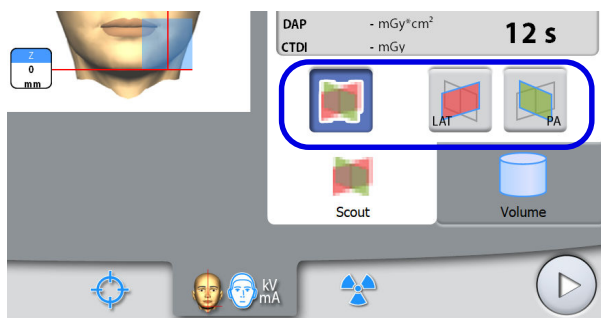 DAP - mGy*cm²
CTDI - mGy
12 s
Z
0
mm
LAT
PA
Scout
Volume
kV
mA